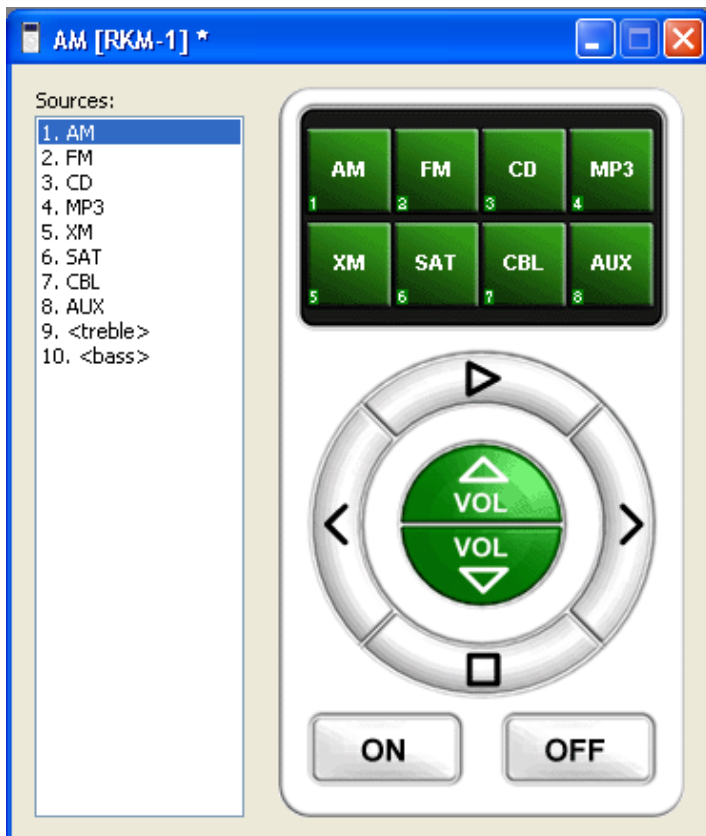 AM [RKM-1] *
Sources:
1. AM
2. FM
3. CD
4. MP3
5. XM
6. SAT
7. CBL
8. AUX
9. <treble>
10. <bass>
AM FM CD MP3
1 2 3 4
XM SAT CBL AUX
5 6 7 8
VOL
VOL
ON OFF